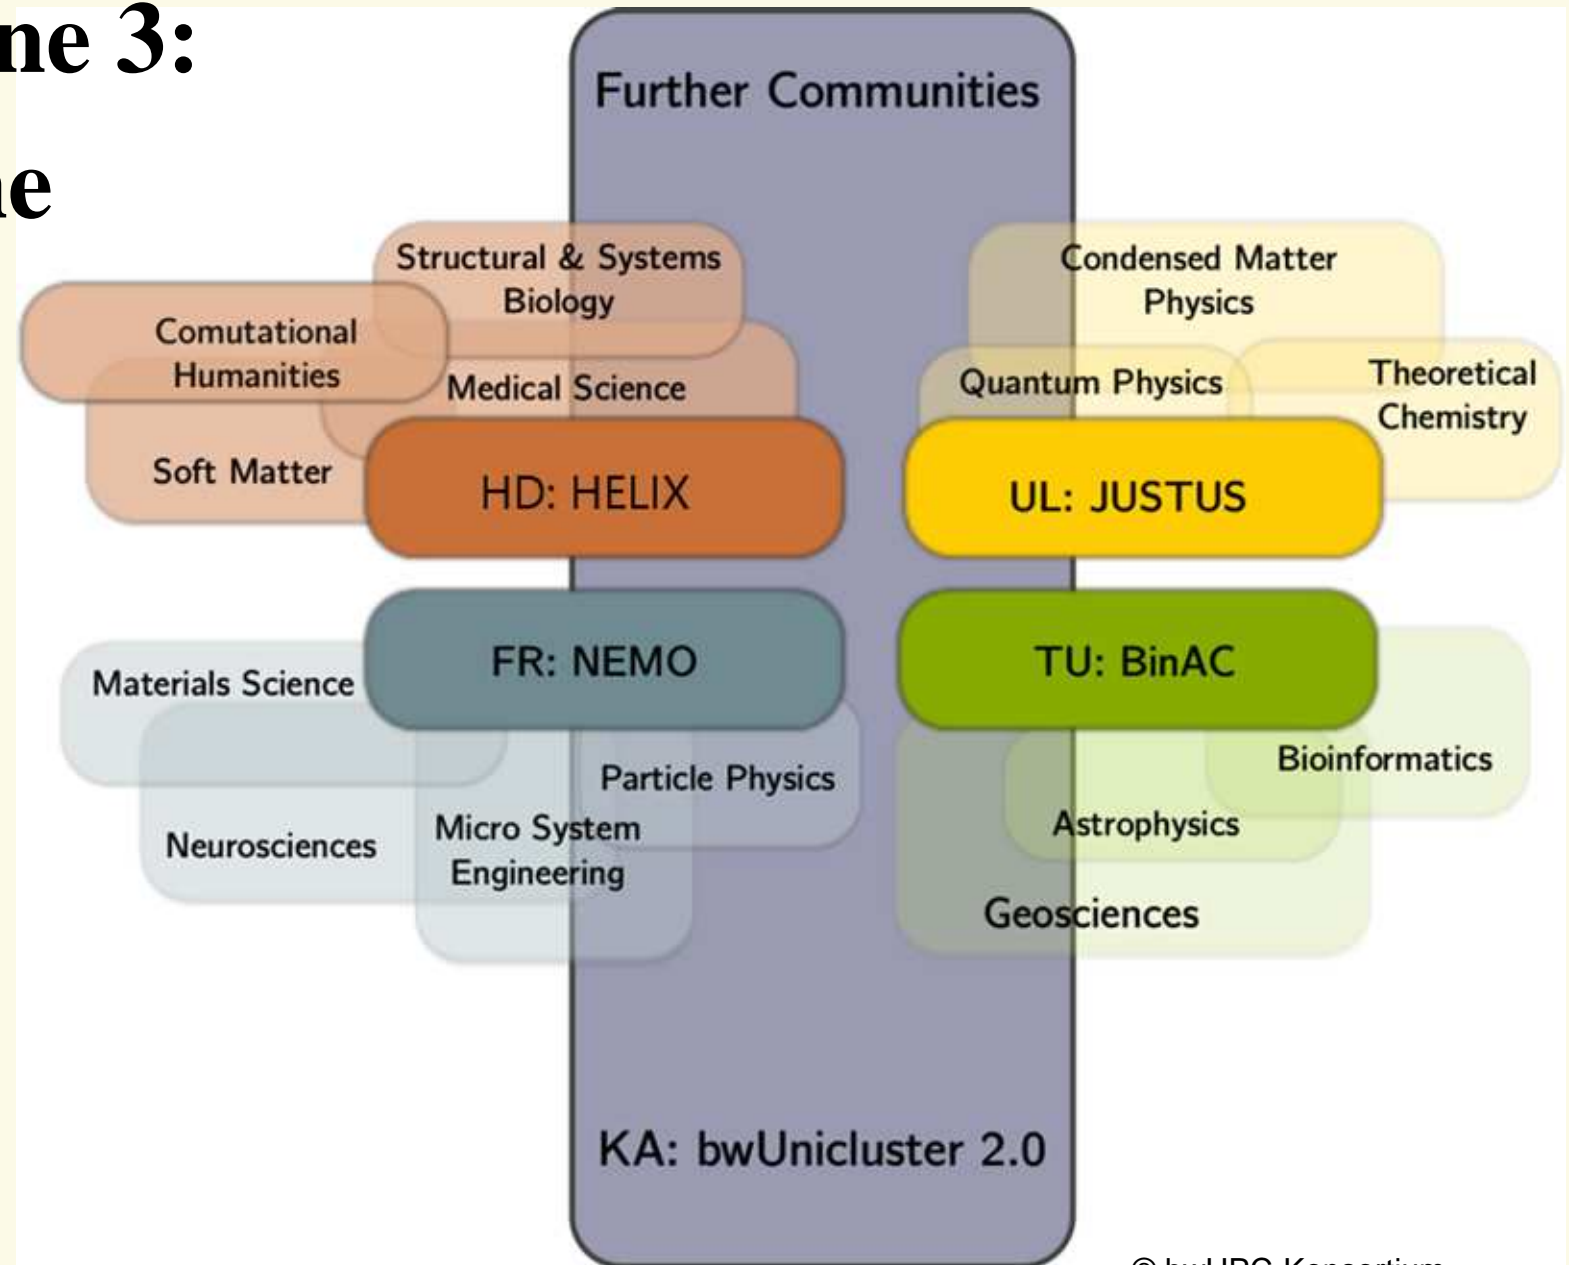 ne 3:
ne
Further Communities
Structural & Systems
Biology
Comutational
Humanities
Medical Science
Soft Matter
HD: HELIX
Condensed Matter
Physics
Quantum Physics
Theoretical
Chemistry
UL: JUSTUS
FR: NEMO
Materials Science
Neurosciences
Micro System
Engineering
Particle Physics
TU: BinAC
Bioinformatics
Astrophysics
Geosciences
KA: bwUnicluster 2.0
© bwHPC Konsortium